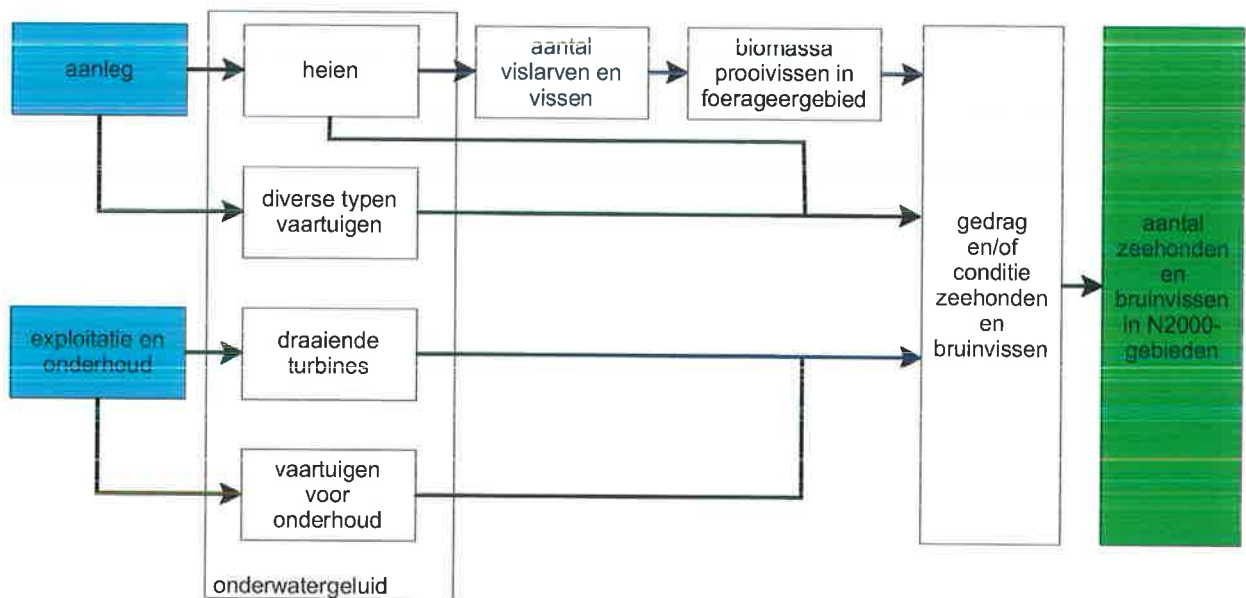 aanleg
heien
aantal
vislarven en
vissen
biomassa
prooivissen in
foerageergebied
diverse typen
vaartuigen
exploitatie en
onderhoud
draaiende
turbines
vaartuigen
voor
onderhoud
onderwatergeluid
gedrag
en/of
conditie
zeehonden
en
bruinvissen
aantal
zeehonden
en
bruinvissen
in N2000-
gebieden